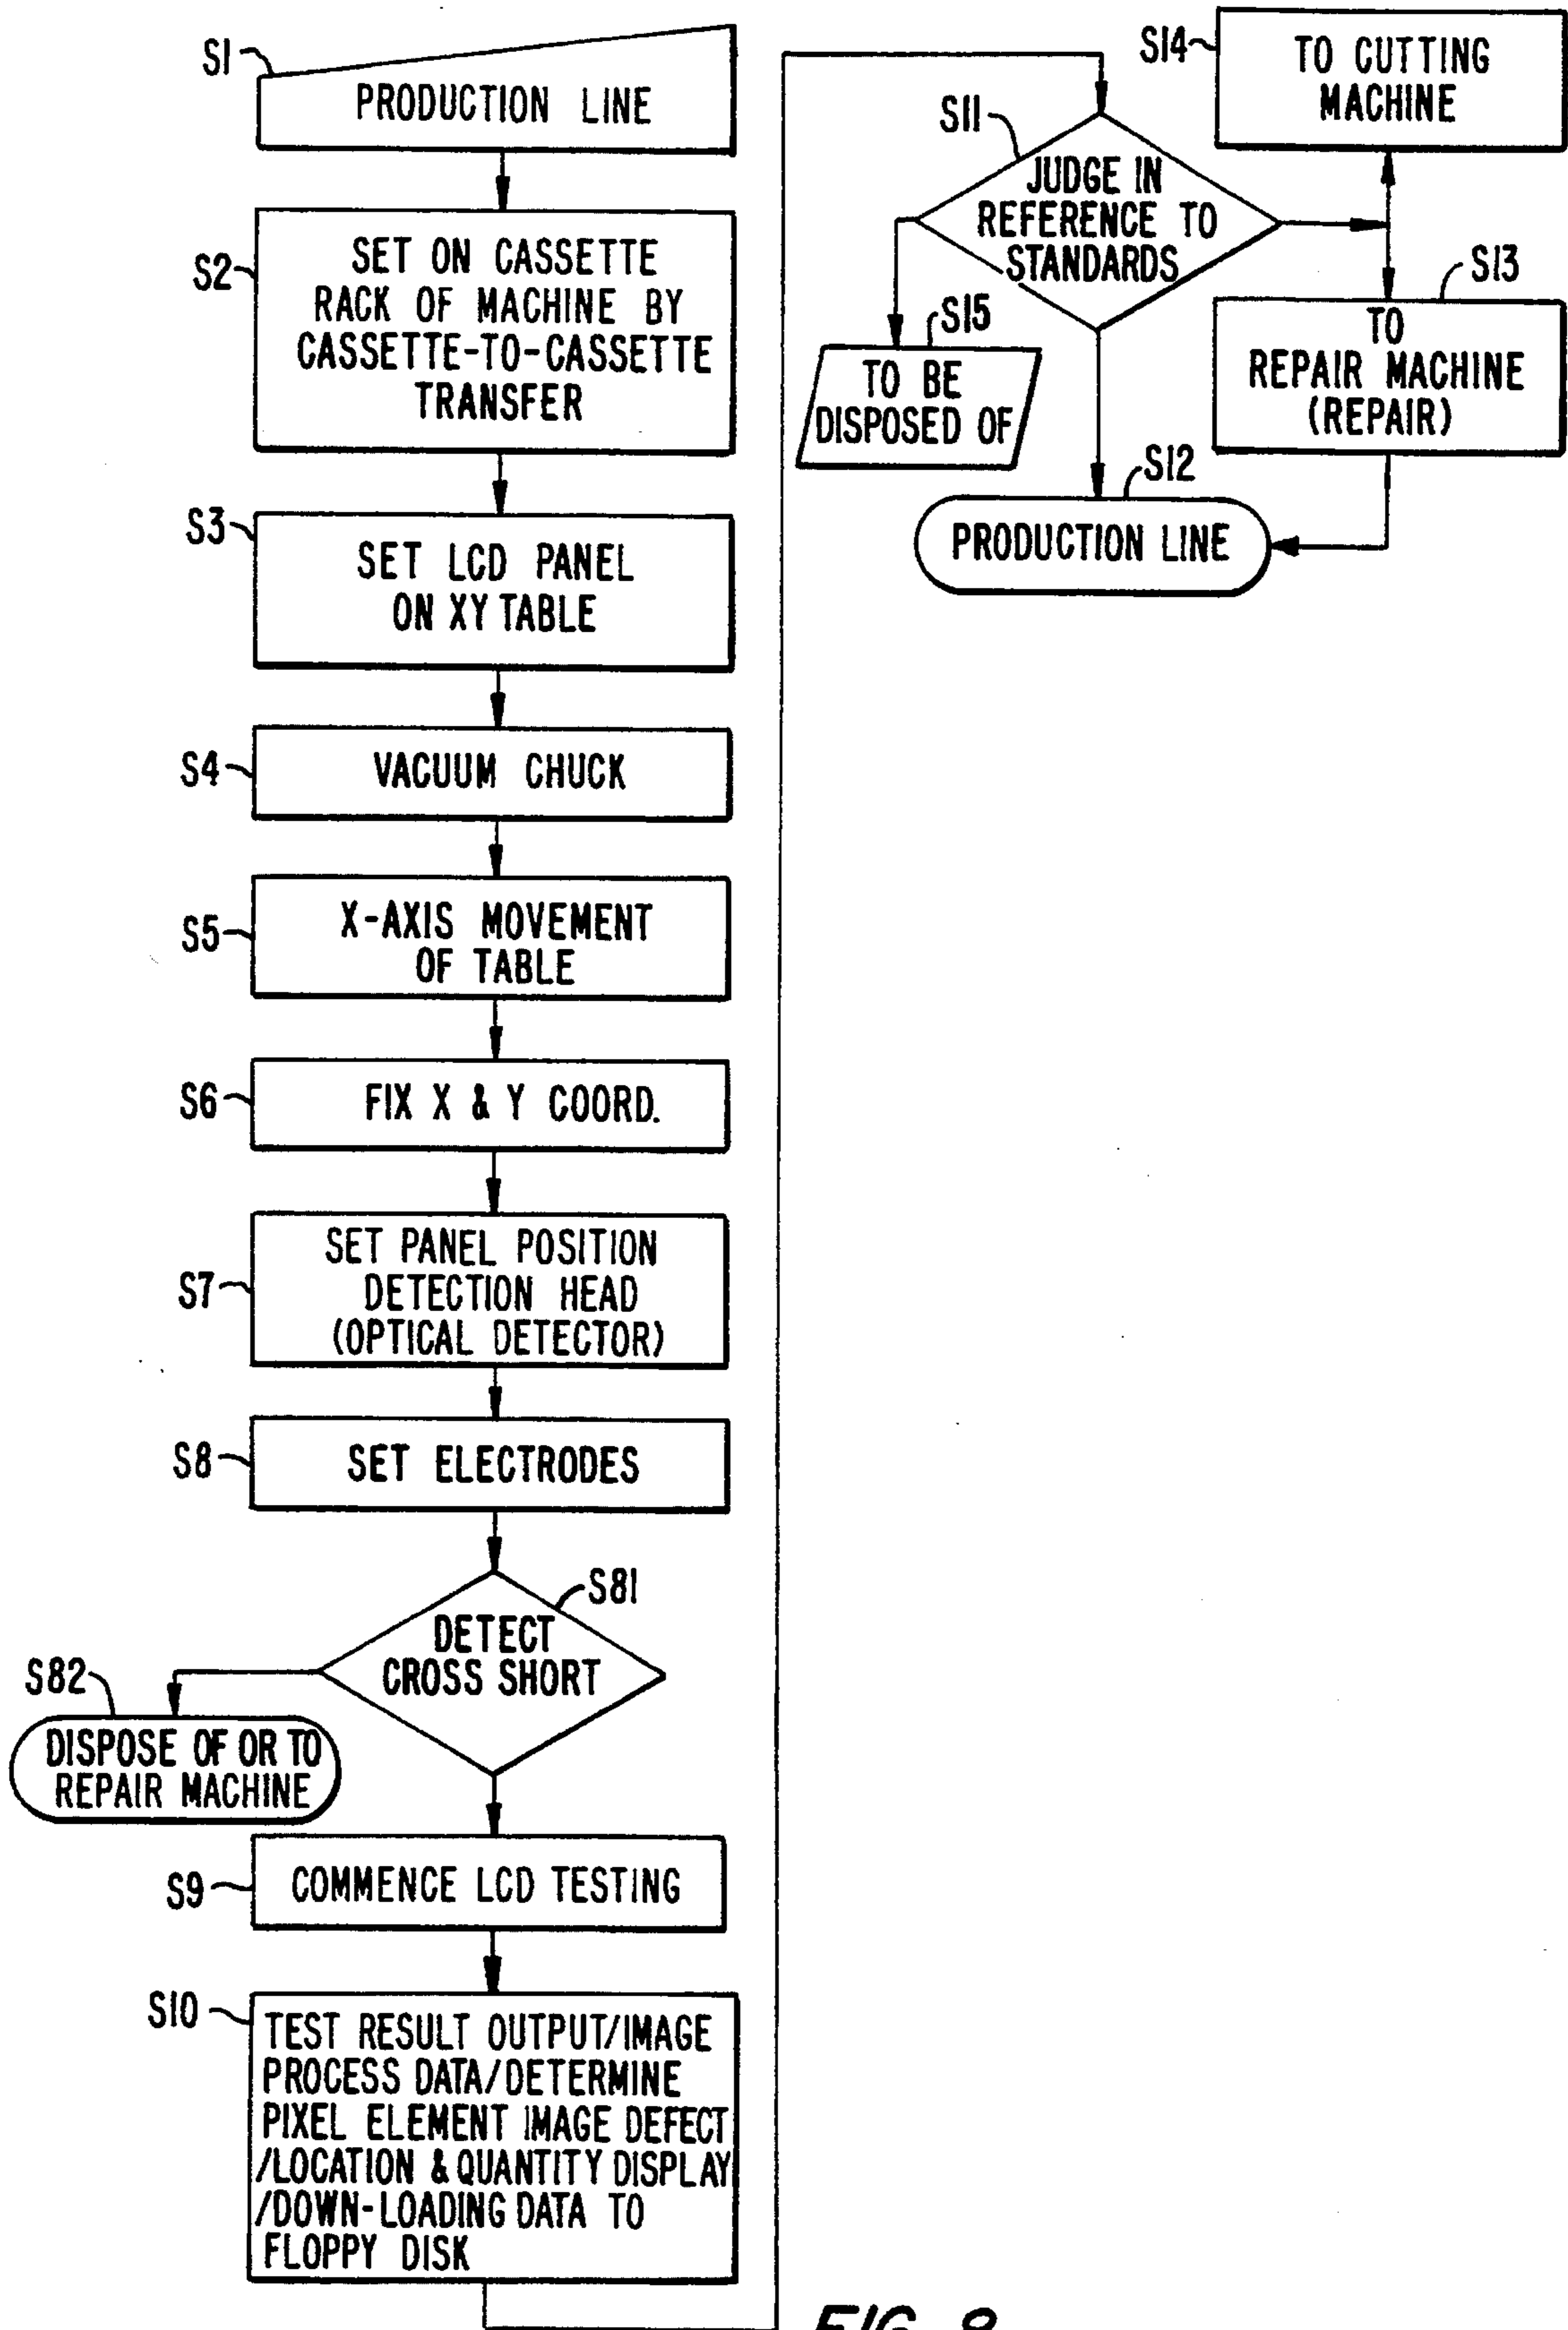 S1
PRODUCTION LINE
S2
SET ON CASSETTE
RACK OF MACHINE BY
CASSETTE-TO-CASSETTE
TRANSFER
S3
SET LCD PANEL
ON XY TABLE
S4
VACUUM CHUCK
S5
X-AXIS MOVEMENT
OF TABLE
S6
FIX X & Y COORD.
S7
SET PANEL POSITION
DETECTION HEAD
(OPTICAL DETECTOR)
S8
SET ELECTRODES
S81
DETECT
CROSS SHORT
S82
DISPOSE OF OR TO
REPAIR MACHINE
S9
COMMENCE LCD TESTING
S10
TEST RESULT OUTPUT/IMAGE
PROCESS DATA/DETERMINE
PIXEL ELEMENT IMAGE DEFECT
/LOCATION & QUANTITY DISPLAY
/DOWN-LOADING DATA TO
FLOPPY DISK
S11
JUDGE IN
REFERENCE TO
STANDARDS
S14
TO CUTTING
MACHINE
S13
TO
REPAIR MACHINE
(REPAIR)
S15
TO BE
DISPOSED OF
S12
PRODUCTION LINE